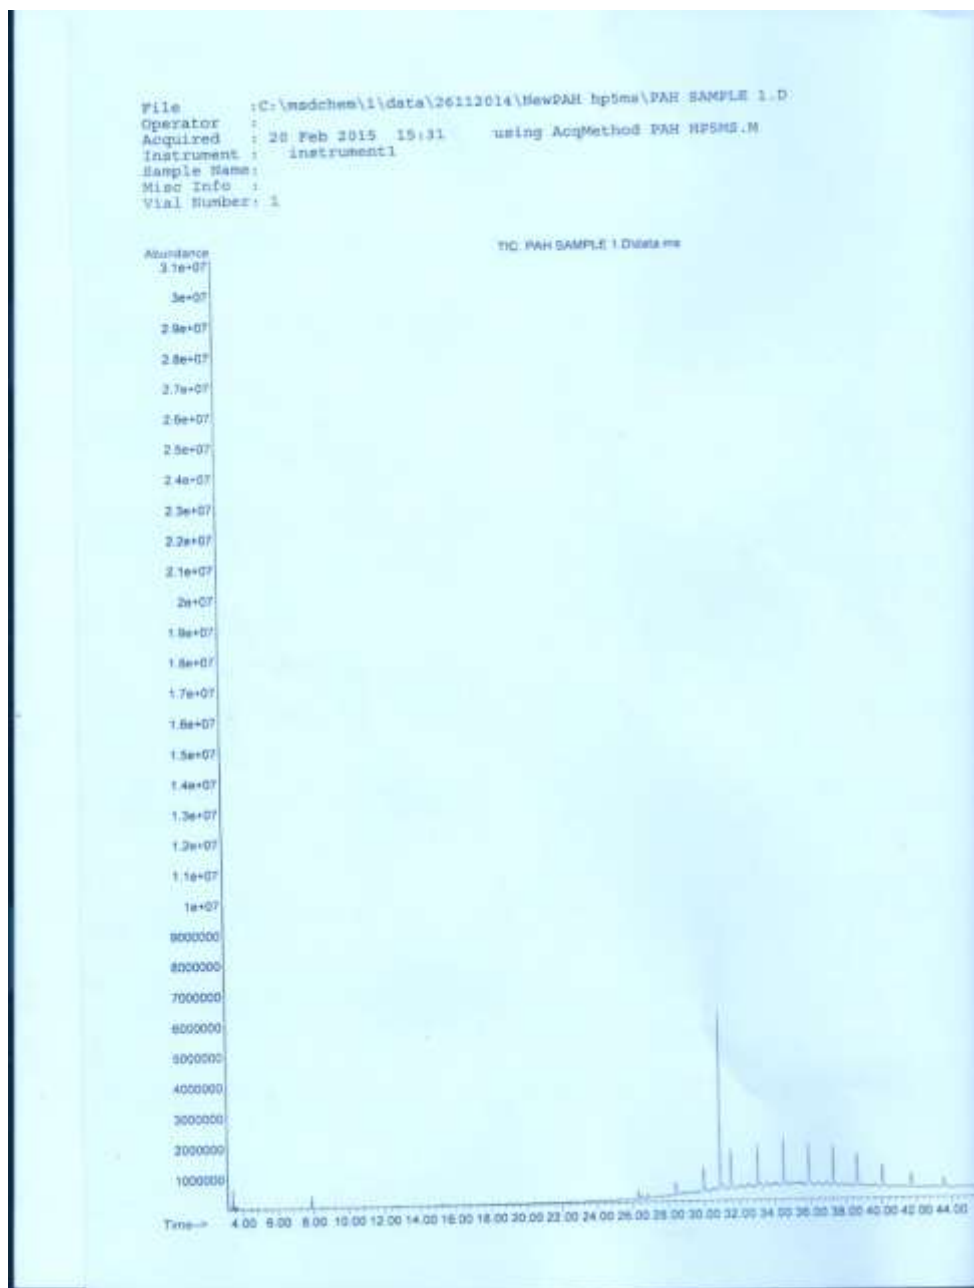 File :C:\msdchem\1\data\26112014\NewPAH hp5ms\PAH SAMPLE 1.D
Operator :
Acquired : 20 Feb 2015 15:31 using AcqMethod PAH HP5MS.M
Instrument : instrument1
Sample Name:
Misc Info :
Vial Number: 1
Abundance
TIC: PAH SAMPLE 1.D\data.ms
3.1e+07
3e+07
2.9e+07
2.8e+07
2.7e+07
2.6e+07
2.5e+07
2.4e+07
2.3e+07
2.2e+07
2.1e+07
2e+07
1.9e+07
1.8e+07
1.7e+07
1.6e+07
1.5e+07
1.4e+07
1.3e+07
1.2e+07
1.1e+07
1e+07
9000000
8000000
7000000
6000000
5000000
4000000
3000000
2000000
1000000
Time--> 4.00 6.00 8.00 10.00 12.00 14.00 16.00 18.00 20.00 22.00 24.00 26.00 28.00 30.00 32.00 34.00 36.00 38.00 40.00 42.00 44.00